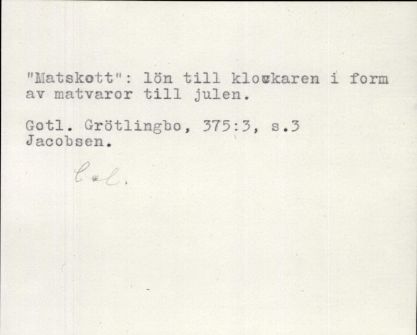 "Matskott": lön till klockaren i form
av matvaror till julen.
Gotl. Grötlingbo, 375:3, s.3
Jacobsen.